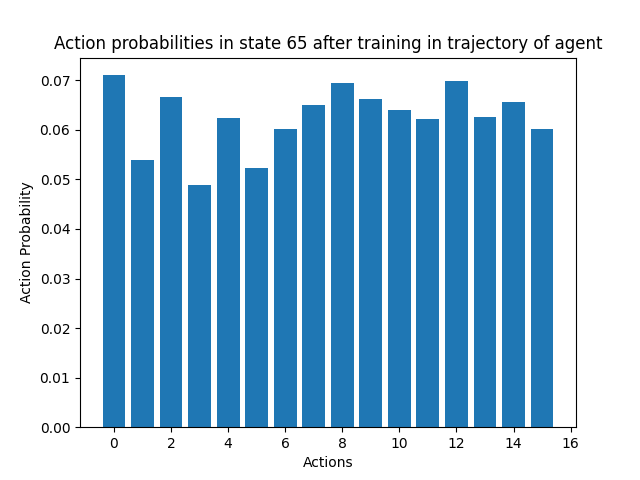 Action probabilities in state 65 after training in trajectory of agent
0.07
0.06
0.05
0.04
0.03
0.02
0.01
0.00
Action Probability
0 2 4 6 8 10 12 14 16
Actions